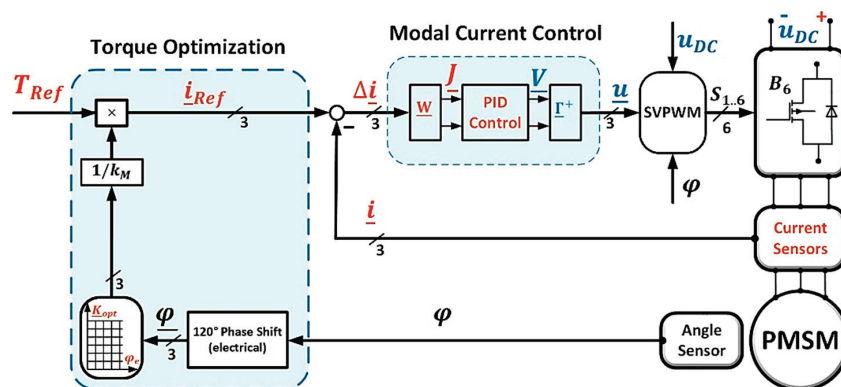 Torque Optimization
Modal Current Control
u_DC
- u_DC +
T_Ref
×
i_Ref
3
Δi
3
−
W
J
PID
Control
V
Γ⁺
u
3
SVPWM
S_1..6
6
B_6
φ
1/k_M
i
3
Current
Sensors
3
K_opt
φ_e
φ
3
120° Phase Shift
(electrical)
φ
Angle
Sensor
PMSM